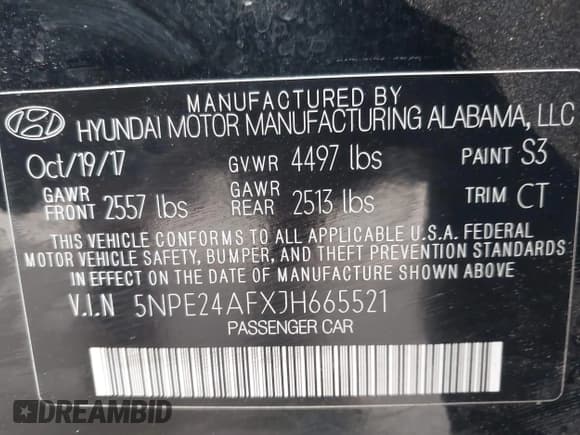 MANUFACTURED BY
HYUNDAI MOTOR MANUFACTURING ALABAMA, LLC
Oct/19/17 GVWR 4497 lbs PAINT S3
GAWR FRONT 2557 lbs GAWR REAR 2513 lbs TRIM CT
THIS VEHICLE CONFORMS TO ALL APPLICABLE U.S.A. FEDERAL
MOTOR VEHICLE SAFETY, BUMPER, AND THEFT PREVENTION STANDARDS
IN EFFECT ON THE DATE OF MANUFACTURE SHOWN ABOVE.
V.I.N 5NPE24AFXJH665521
PASSENGER CAR
DREAMBID